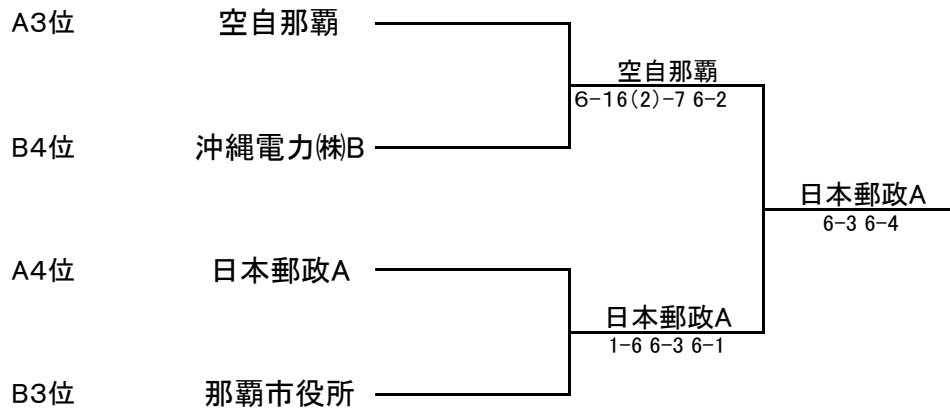 A3位 空自那覇
空自那覇
6-16(2)-7 6-2
B4位 沖縄電力㈱B
日本郵政A
6-3 6-4
A4位 日本郵政A
日本郵政A
1-6 6-3 6-1
B3位 那覇市役所